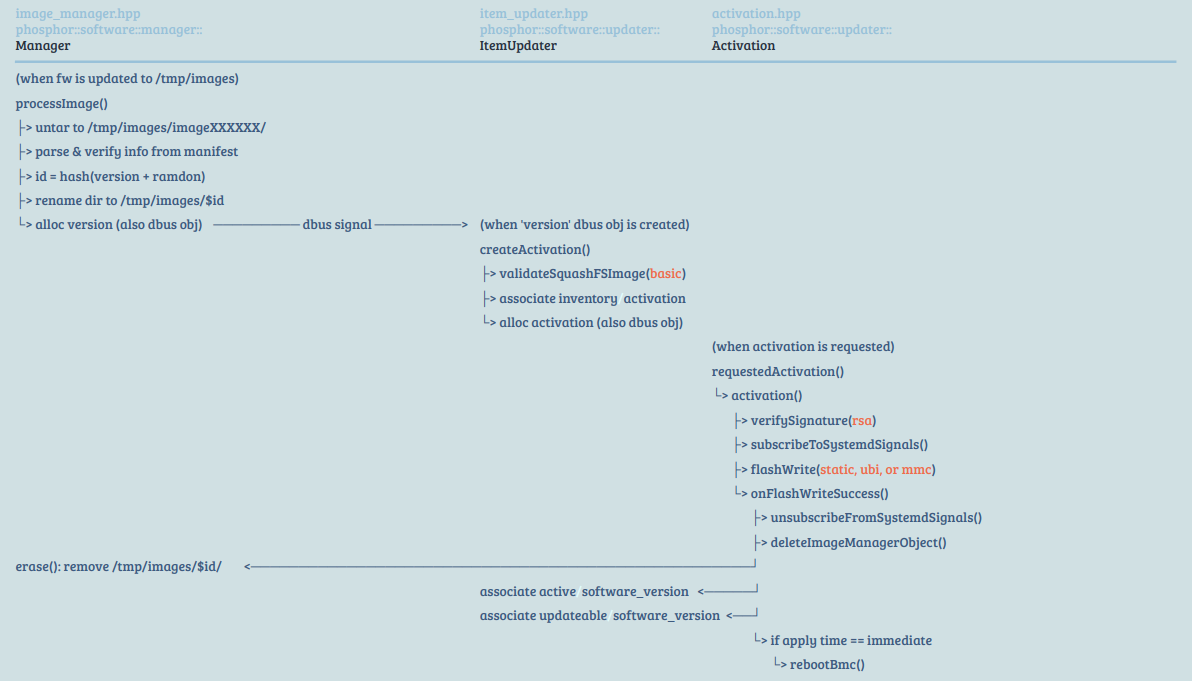 image_manager.hpp
phosphor::software::manager::
Manager
item_updater.hpp
phosphor::software::updater::
ItemUpdater
activation.hpp
phosphor::software::updater::
Activation
(when fw is updated to /tmp/images)
processImage()
├> untar to /tmp/images/imageXXXXXX/
├> parse & verify info from manifest
├> id = hash(version + ramdon)
├> rename dir to /tmp/images/$id
└> alloc version (also dbus obj) ——— dbus signal ———> (when 'version' dbus obj is created)
createActivation()
├> validateSquashFSImage(basic)
├> associate inventory/activation
└> alloc activation (also dbus obj)
(when activation is requested)
requestedActivation()
└> activation()
├> verifySignature(rsa)
├> subscribeToSystemdSignals()
├> flashWrite(static, ubi, or mmc)
└> onFlashWriteSuccess()
├> unsubscribeFromSystemdSignals()
├> deleteImageManagerObject()
erase(): remove /tmp/images/$id/ <———┘
associate active/software_version <———┘
associate updateable/software_version <———┘
└> if apply time == immediate
└> rebootBmc()